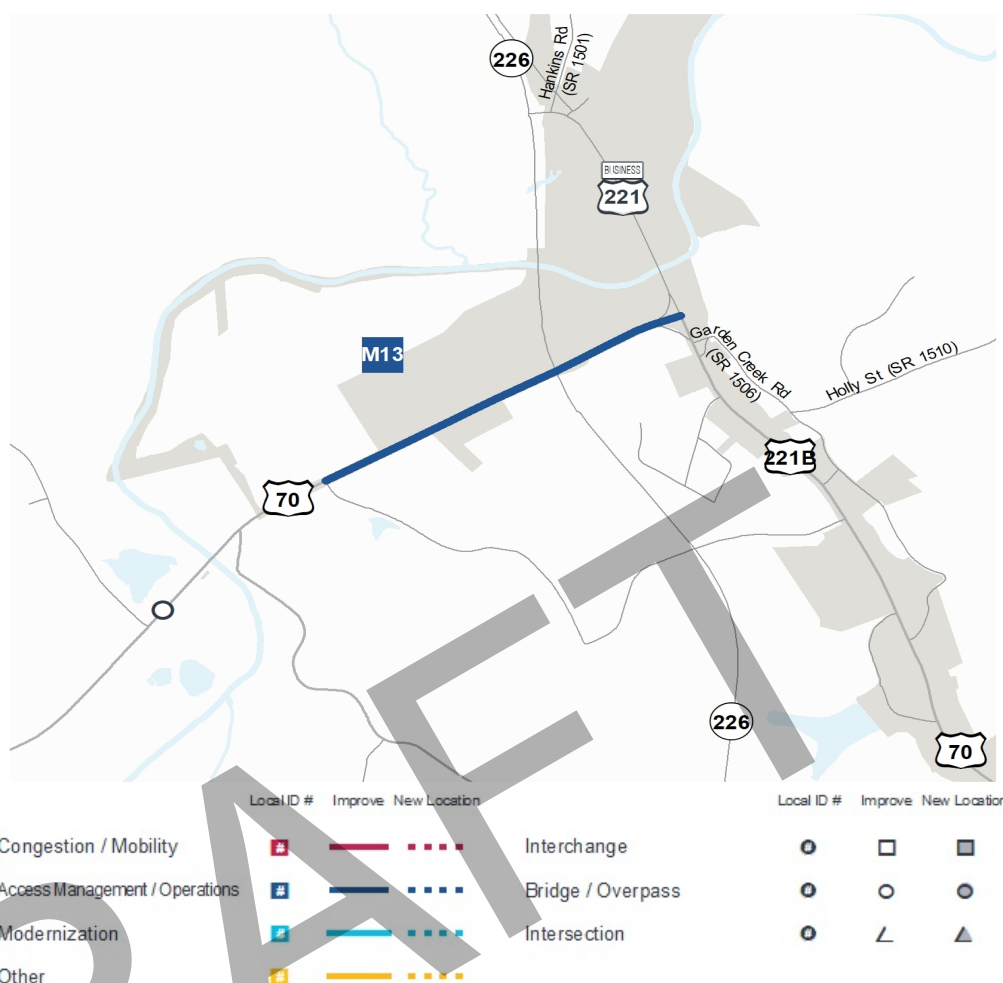 226
Hankins Rd
(SR 1501)
BUSINESS
221
M13
Garden Creek Rd
(SR 1506)
Holly St (SR 1510)
221B
70
226
70
Local ID # Improve New Location
Congestion / Mobility #
Access Management / Operations #
Modernization #
Other #
Local ID # Improve New Location
Interchange #
Bridge / Overpass #
Intersection #
RAFT